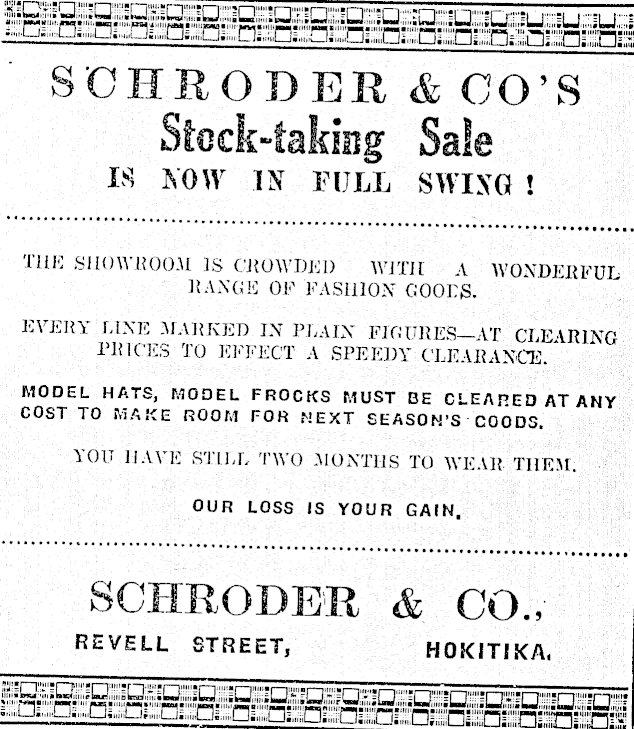 SCHRODER & CO'S
Stock-taking Sale
IS NOW IN FULL SWING!
THE SHOWROOM IS CROWDED WITH A WONDERFUL
RANGE OF FASHION GOODS.
EVERY LINE MARKED IN PLAIN FIGURES—AT CLEARING
PRICES TO EFFECT A SPEEDY CLEARANCE.
MODEL HATS, MODEL FROCKS MUST BE CLEARED AT ANY
COST TO MAKE ROOM FOR NEXT SEASON'S GOODS.
YOU HAVE STILL TWO MONTHS TO WEAR THEM.
OUR LOSS IS YOUR GAIN.
SCHRODER & CO.,
REVELL STREET, HOKITIKA.